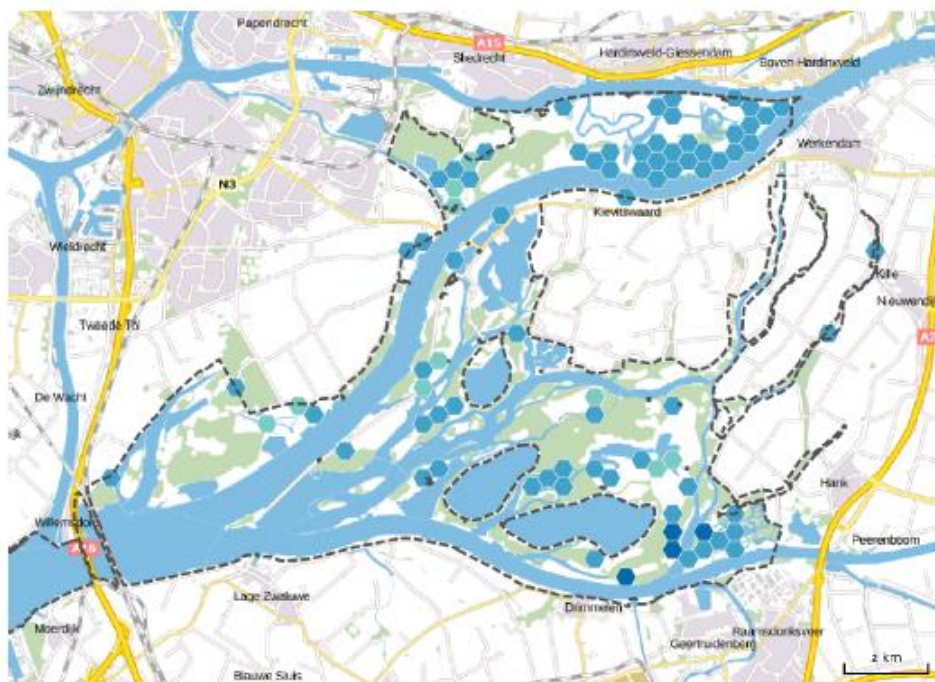 Papendrecht
A15
Sliedrecht
Hardinxveld-Giessendam
Boven-Hardinxveld
Zwijndrecht
Werkendam
N3
Kievitswaard
Wieldrecht
Kille
Nieuwendijk
Tweede Tol
A2
De Wacht
Hank
Willemsdorp
A16
Peerenboom
Lage Zwaluwe
Drimmelen
Moerdijk
Raamsdonksveer
Geertruidenberg
Blauwe Sluis
2 km